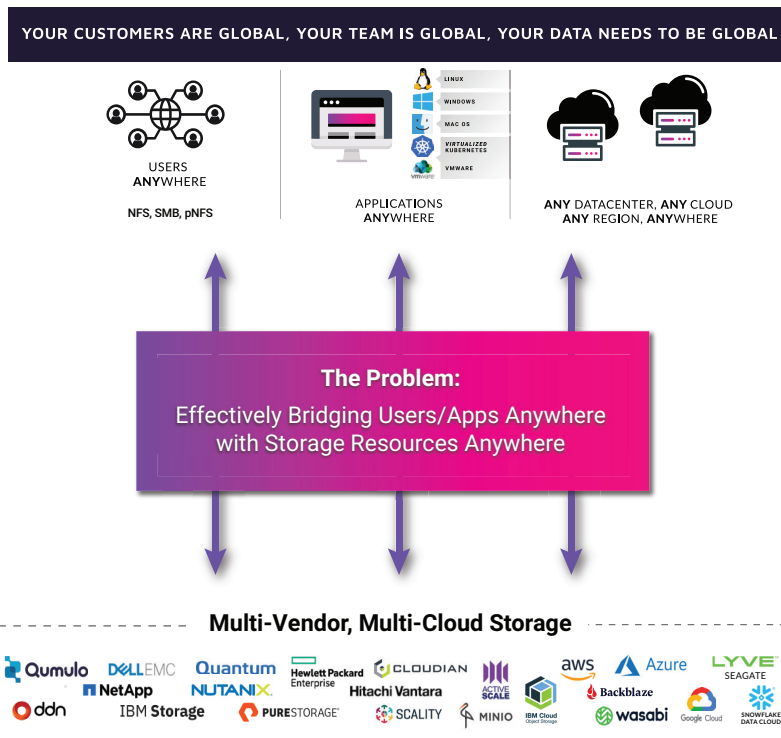 YOUR CUSTOMERS ARE GLOBAL, YOUR TEAM IS GLOBAL, YOUR DATA NEEDS TO BE GLOBAL
USERS
ANYWHERE
NFS, SMB, pNFS
LINUX
WINDOWS
MAC OS
VIRTUALIZED
KUBERNETES
vmware
VMWARE
APPLICATIONS
ANYWHERE
ANY DATACENTER, ANY CLOUD
ANY REGION, ANYWHERE
The Problem:
Effectively Bridging Users/Apps Anywhere
with Storage Resources Anywhere
Multi-Vendor, Multi-Cloud Storage
Qumulo
DELLEMC
Quantum
Hewlett Packard
Enterprise
CLOUDIAN
ACTIVE
SCALE
aws
Azure
LYVE
SEAGATE
NetApp
NUTANIX
Hitachi Vantara
IBM Cloud
Object Storage
Backblaze
ddn
IBM Storage
PURESTORAGE
SCALITY
MINIO
wasabi
Google Cloud
SNOWFLAKE
DATA CLOUD